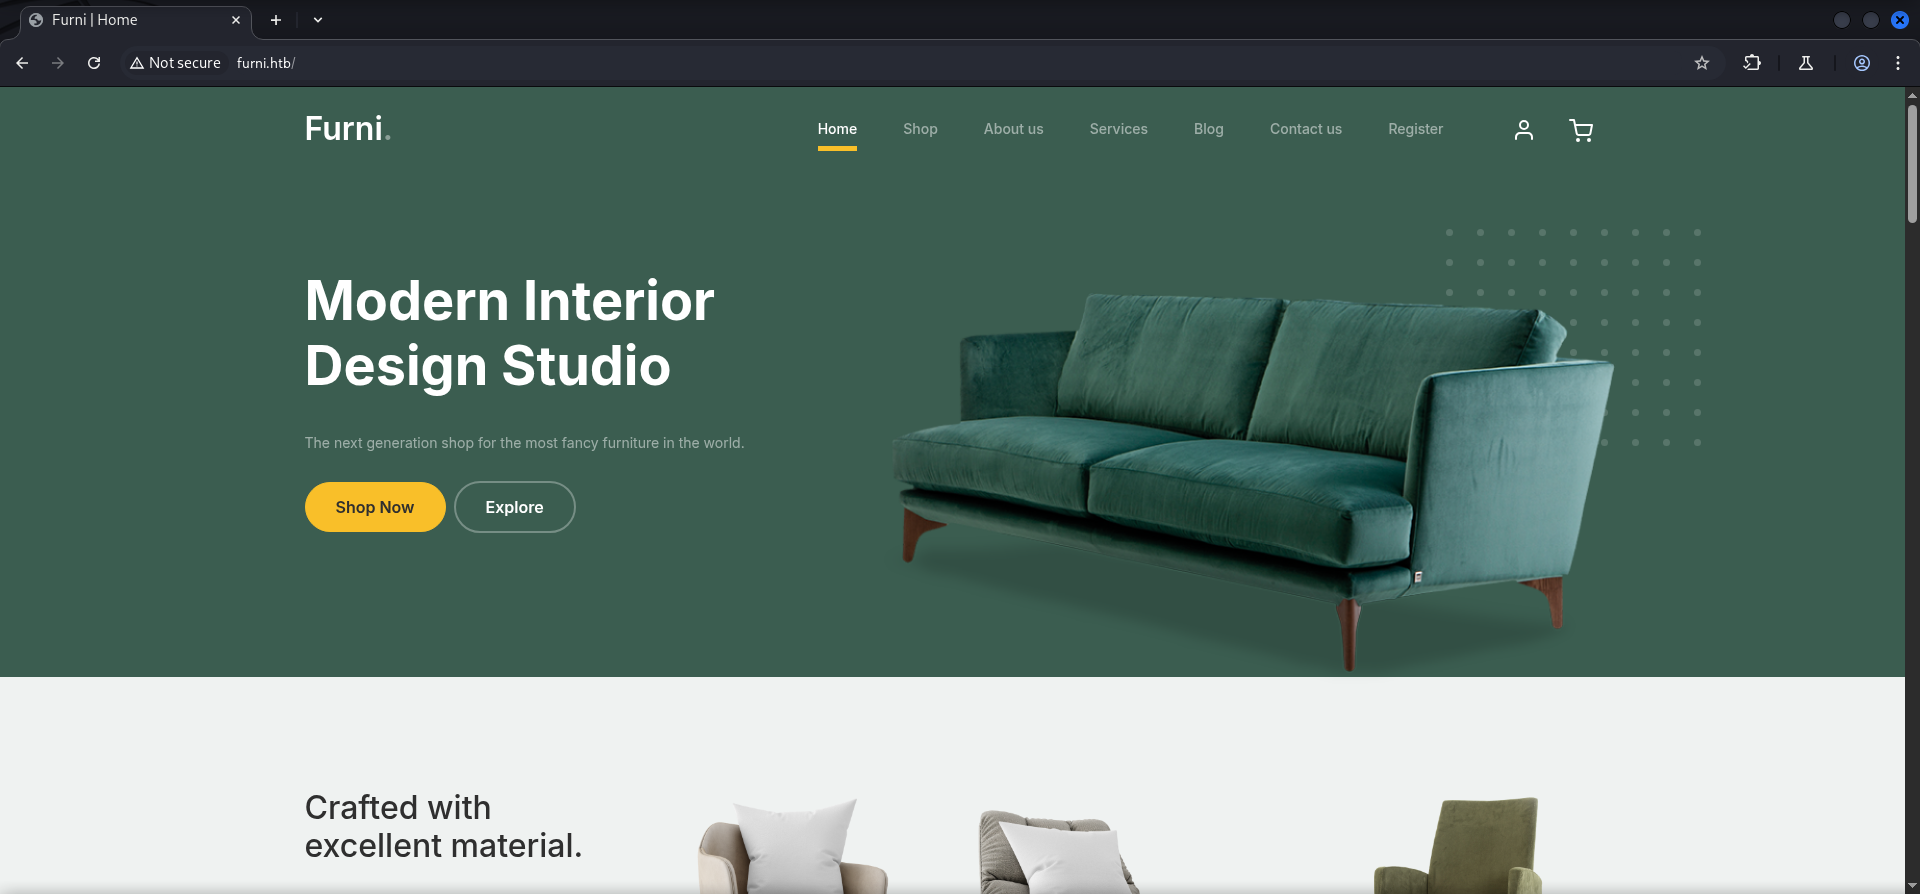 Furni | Home
Not secure
furni.htb/
Furni.
Home
Shop
About us
Services
Blog
Contact us
Register
Modern Interior
Design Studio
The next generation shop for the most fancy furniture in the world.
Shop Now
Explore
Crafted with
excellent material.